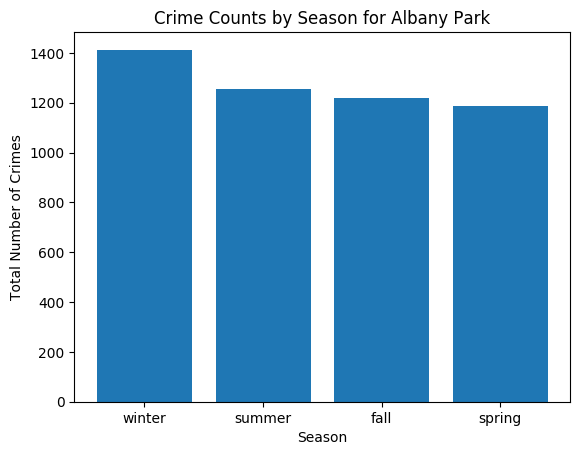 Crime Counts by Season for Albany Park
Total Number of Crimes
1400
1200
1000
800
600
400
200
0
winter summer fall spring
Season